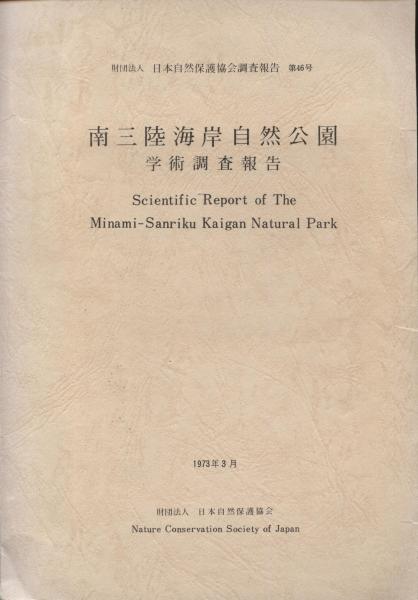 財団法人 日本自然保護協会調査報告 第46号
南三陸海岸自然公園
学術調査報告
Scientific Report of The
Minami-Sanriku Kaigan Natural Park
1973年3月
財団法人 日本自然保護協会
Nature Conservation Society of Japan